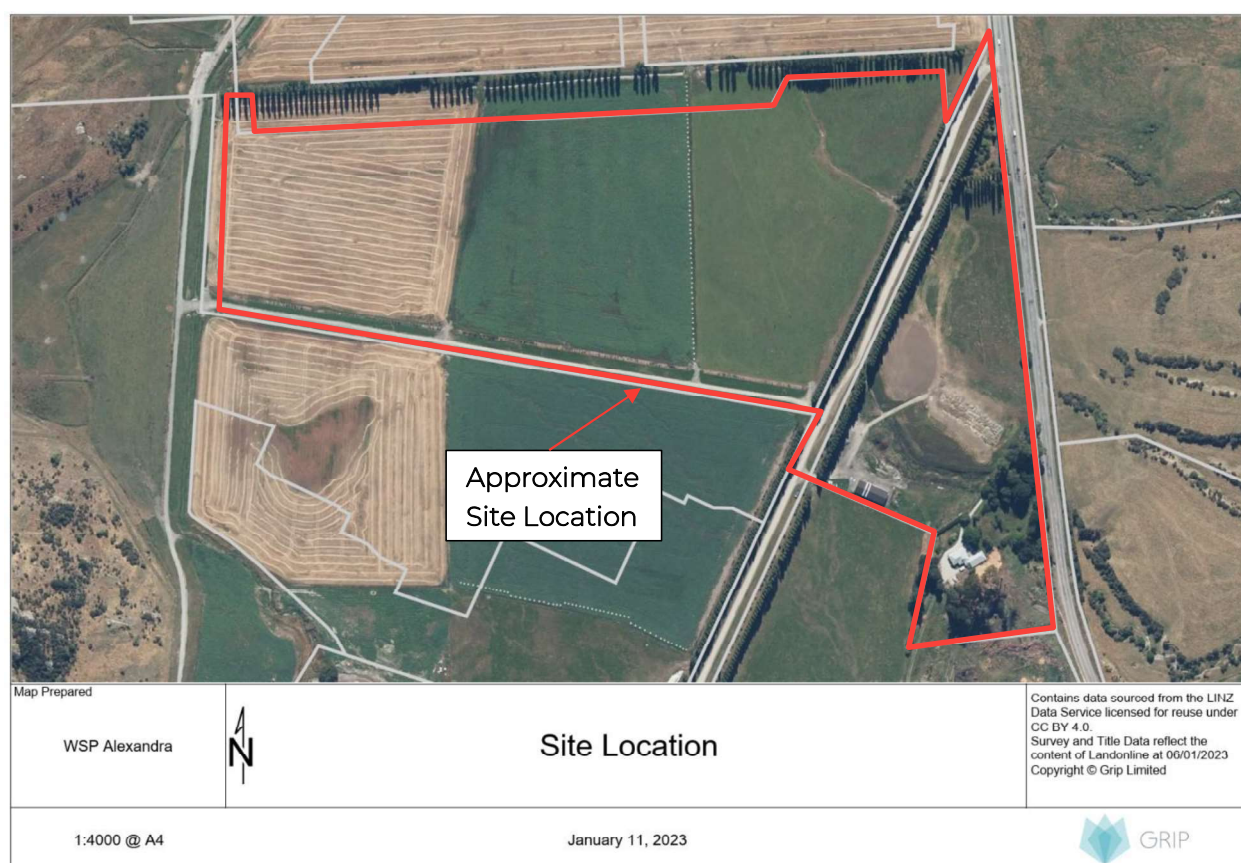 Approximate
Site Location
Map Prepared
WSP Alexandra
N
Site Location
Contains data sourced from the LINZ
Data Service licensed for reuse under
CC BY 4.0.
Survey and Title Data reflect the
content of Landonline at 06/01/2023
Copyright © Grip Limited
1:4000 @ A4
January 11, 2023
GRIP